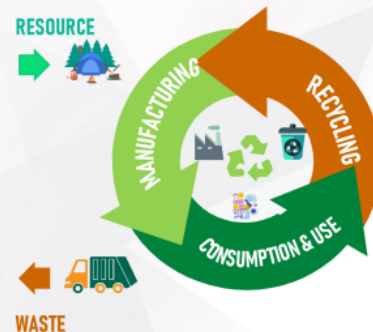 RESOURCE
MANUFACTURING
RECYCLING
CONSUMPTION & USE
WASTE